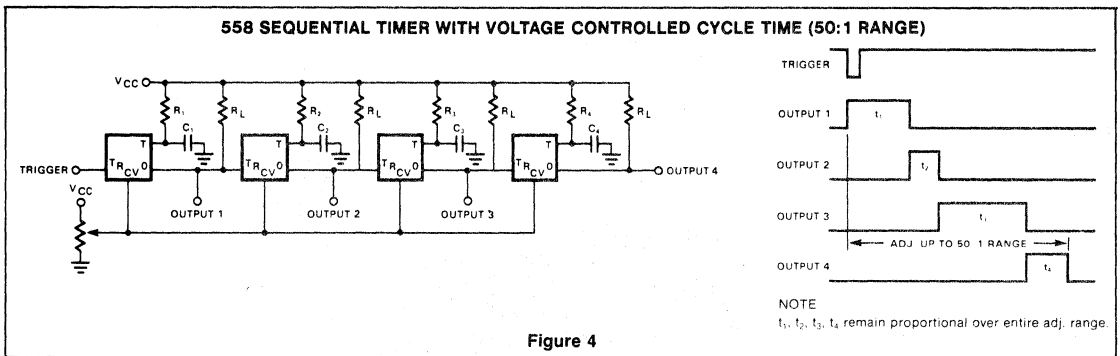 558 SEQUENTIAL TIMER WITH VOLTAGE CONTROLLED CYCLE TIME (50:1 RANGE)
VCC
R₁
RL
R₂
RL
R₃
RL
R₄
RL
C₁
C₂
C₃
C₄
T
T
T
T
TRIGGER
TR
CV
O
TR
CV
O
TR
CV
O
TR
CV
O
OUTPUT 4
VCC
OUTPUT 1
OUTPUT 2
OUTPUT 3
TRIGGER
OUTPUT 1
t₁
OUTPUT 2
t₂
OUTPUT 3
ADJ UP TO 50 1 RANGE
OUTPUT 4
t₄
NOTE
t₁, t₂, t₃, t₄ remain proportional over entire adj. range.
Figure 4